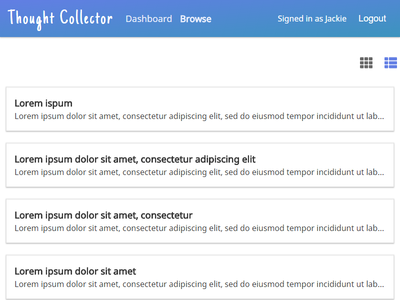 Thought Collector Dashboard Browse Signed in as Jackie Logout
Lorem ispum
Lorem ipsum dolor sit amet, consectetur adipiscing elit, sed do eiusmod tempor incididunt ut lab...
Lorem ipsum dolor sit amet, consectetur adipiscing elit
Lorem ipsum dolor sit amet, consectetur adipiscing elit, sed do eiusmod tempor incididunt ut lab...
Lorem ipsum dolor sit amet, consectetur
Lorem ipsum dolor sit amet, consectetur adipiscing elit, sed do eiusmod tempor incididunt ut lab...
Lorem ipsum dolor sit amet
Lorem ipsum dolor sit amet, consectetur adipiscing elit, sed do eiusmod tempor incididunt ut lab...